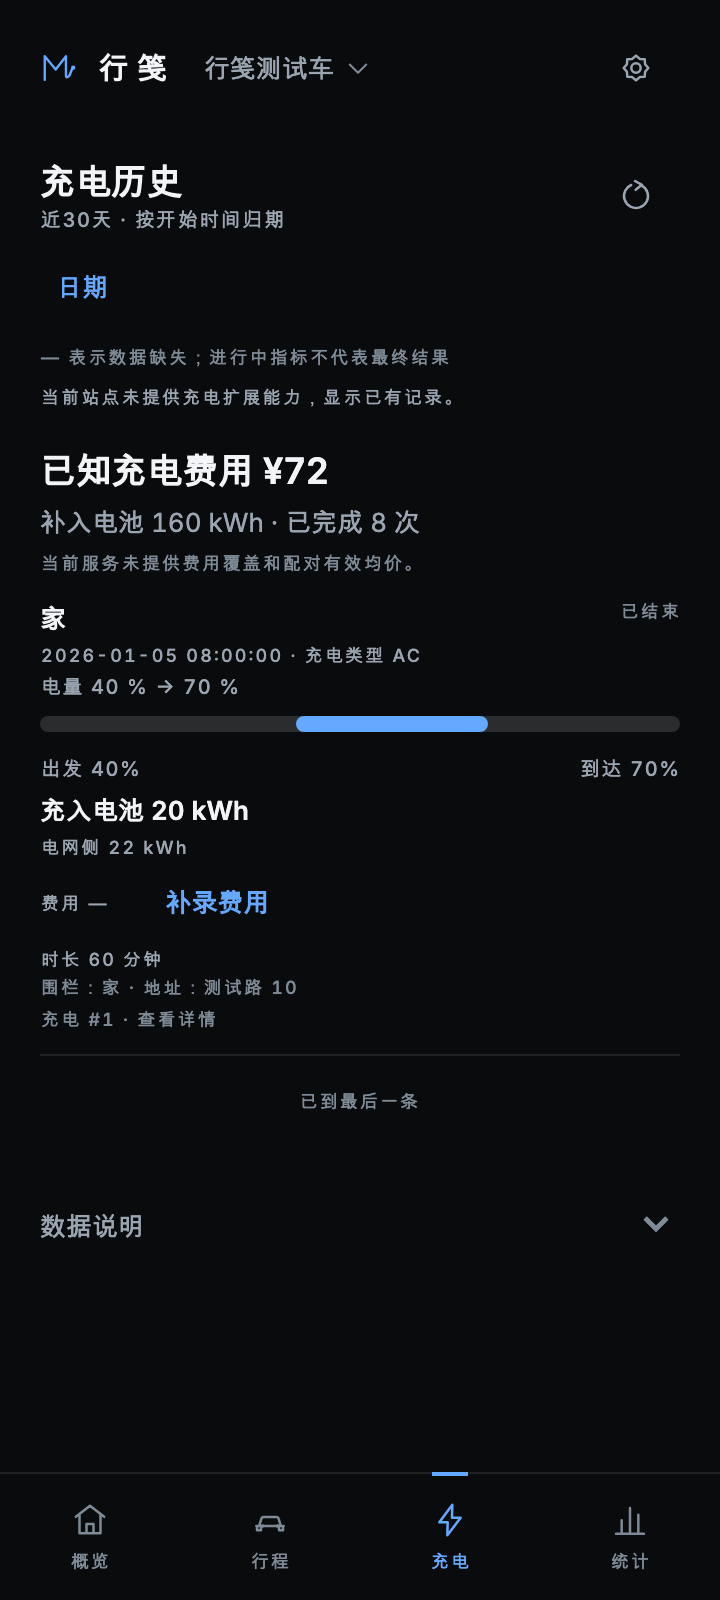 行笺 行笺测试车
充电历史
近30天 · 按开始时间归期
日期
— 表示数据缺失；进行中指标不代表最终结果
当前站点未提供充电扩展能力，显示已有记录。
已知充电费用 ¥72
补入电池 160 kWh · 已完成 8 次
当前服务未提供费用覆盖和配对有效均价。
家 已结束
2026-01-05 08:00:00 · 充电类型 AC
电量 40 % → 70 %
出发 40% 到达 70%
充入电池 20 kWh
电网侧 22 kWh
费用 — 补录费用
时长 60 分钟
围栏：家 · 地址：测试路 10
充电 #1 · 查看详情
已到最后一条
数据说明
概览 行程 充电 统计